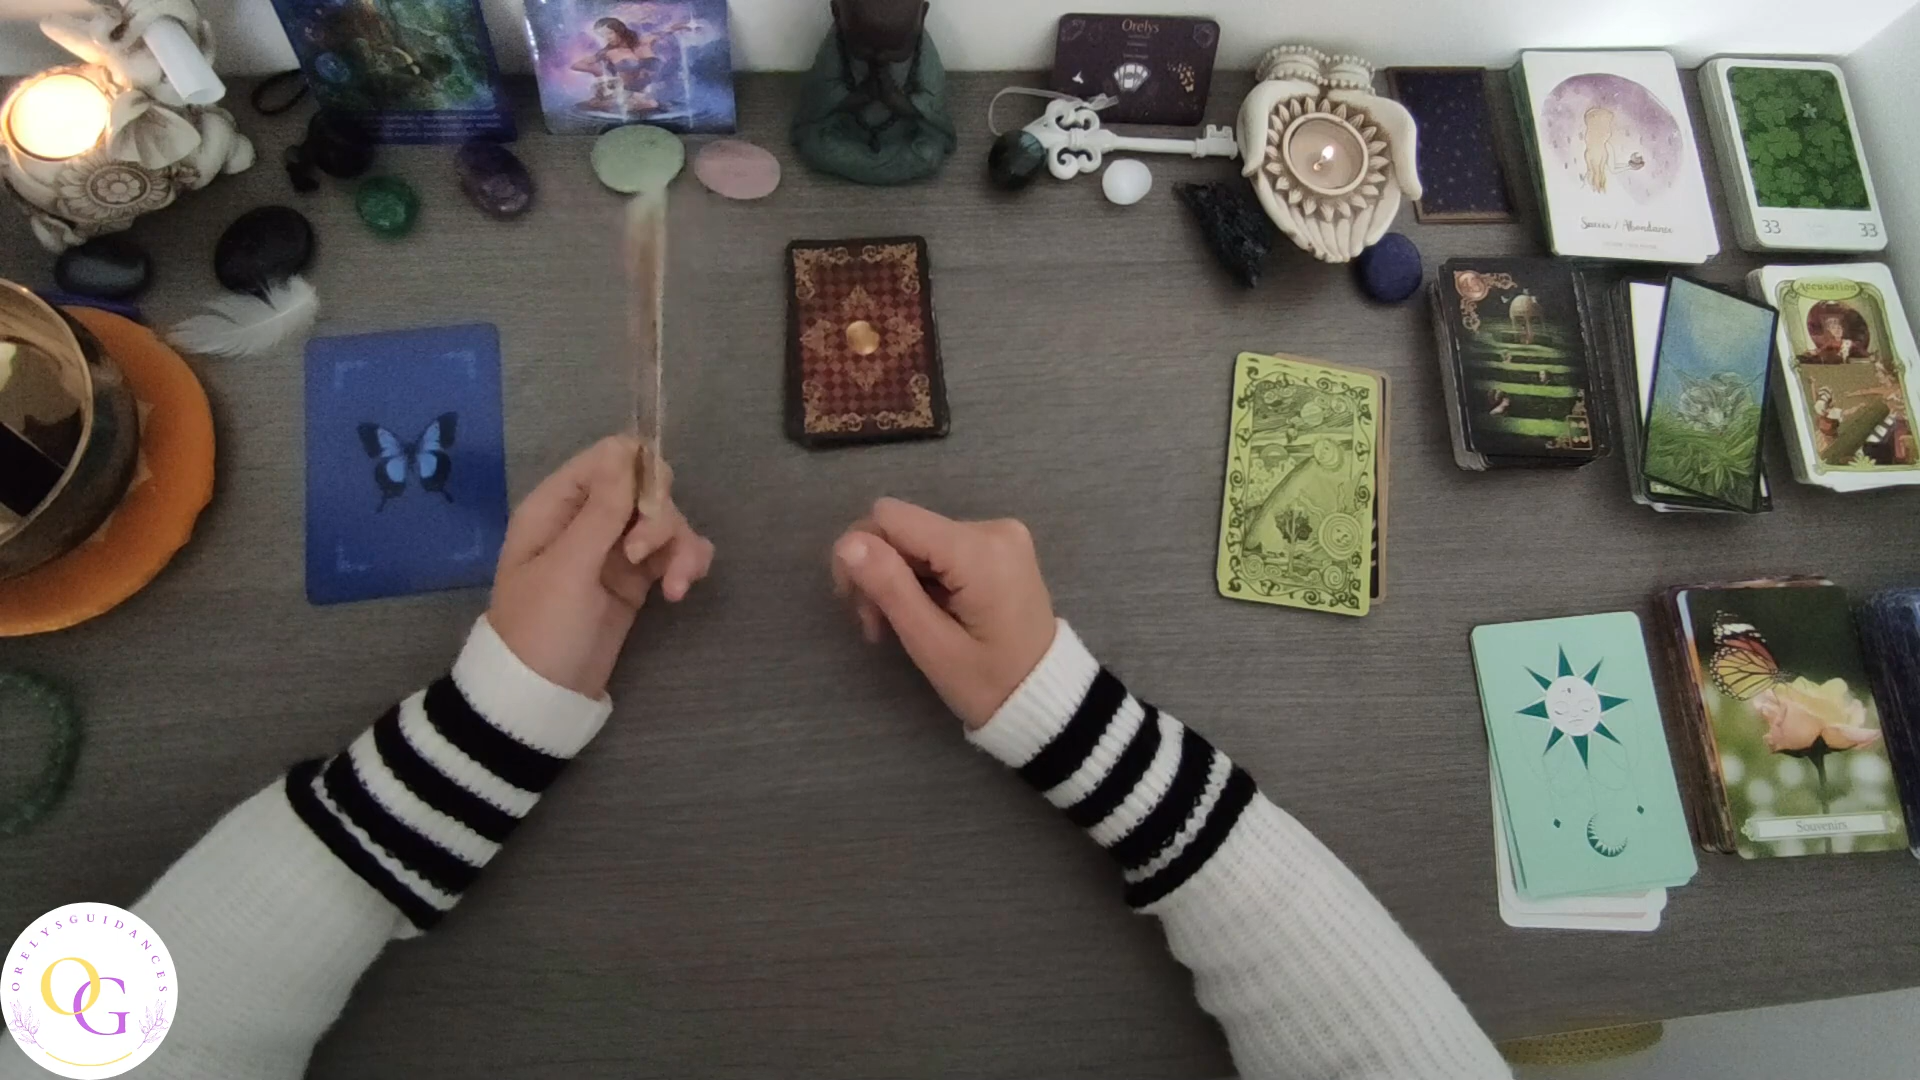 Orelys
Succès / Abondance
33
33
Accusation
Souvenirs
ORELYSGUIDANCES
OG